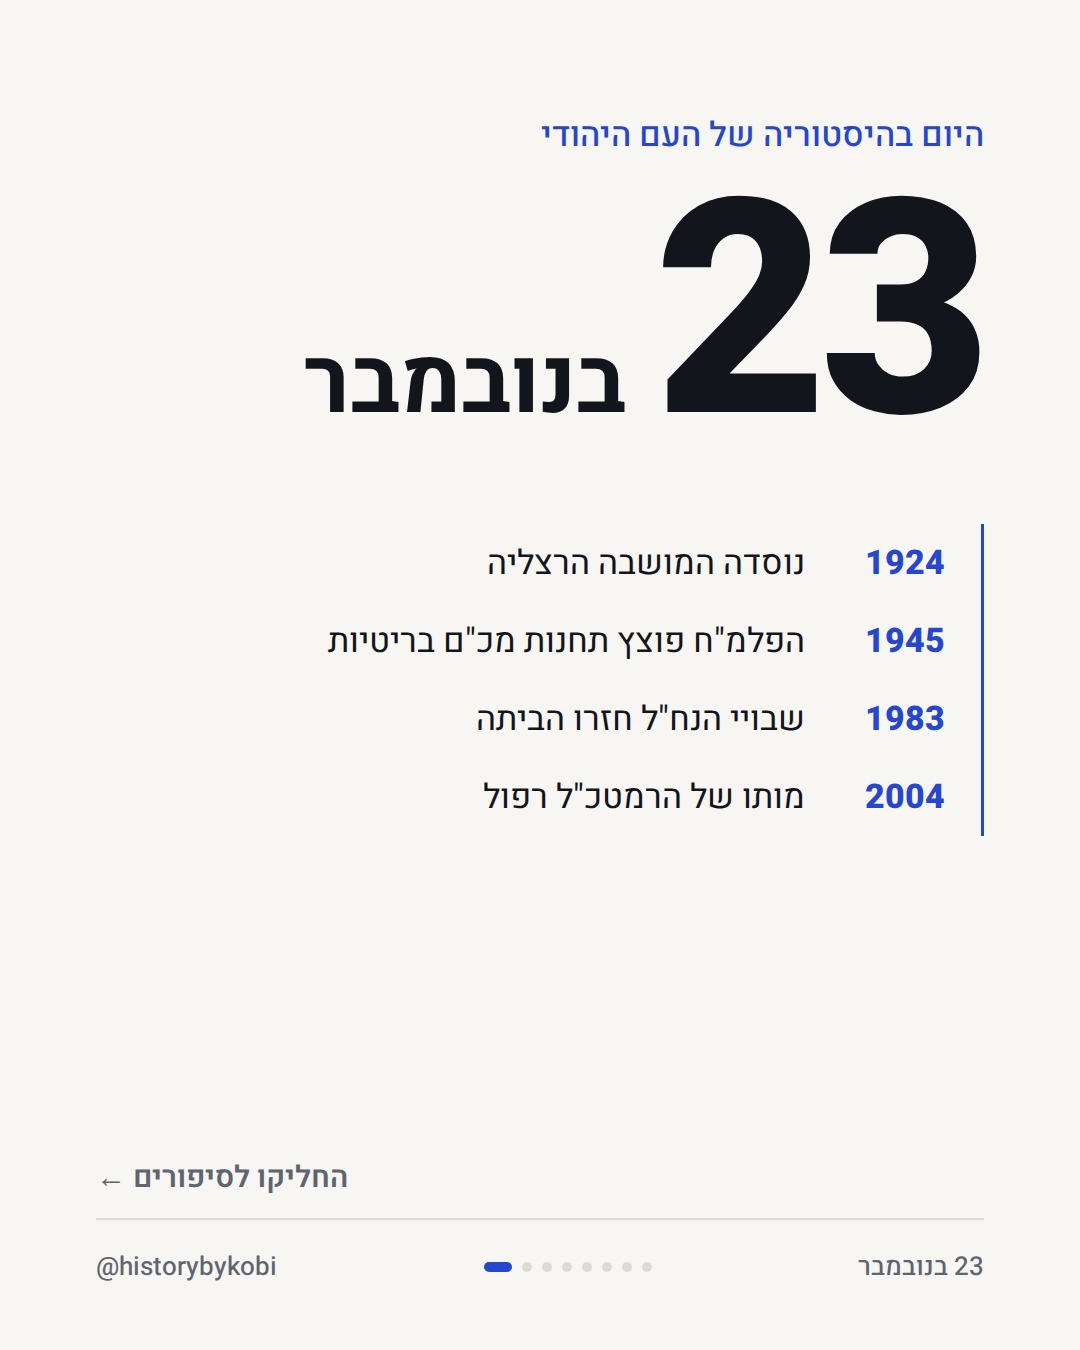 היום בהיסטוריה של העם היהודי
23 בנובמבר
1924 נוסדה המושבה הרצליה
1945 הפלמ"ח פוצץ תחנות מכ"ם בריטיות
1983 שבויי הנח"ל חזרו הביתה
2004 מותו של הרמטכ"ל רפול
החליקו לסיפורים ←
23 בנובמבר
@historybykobi